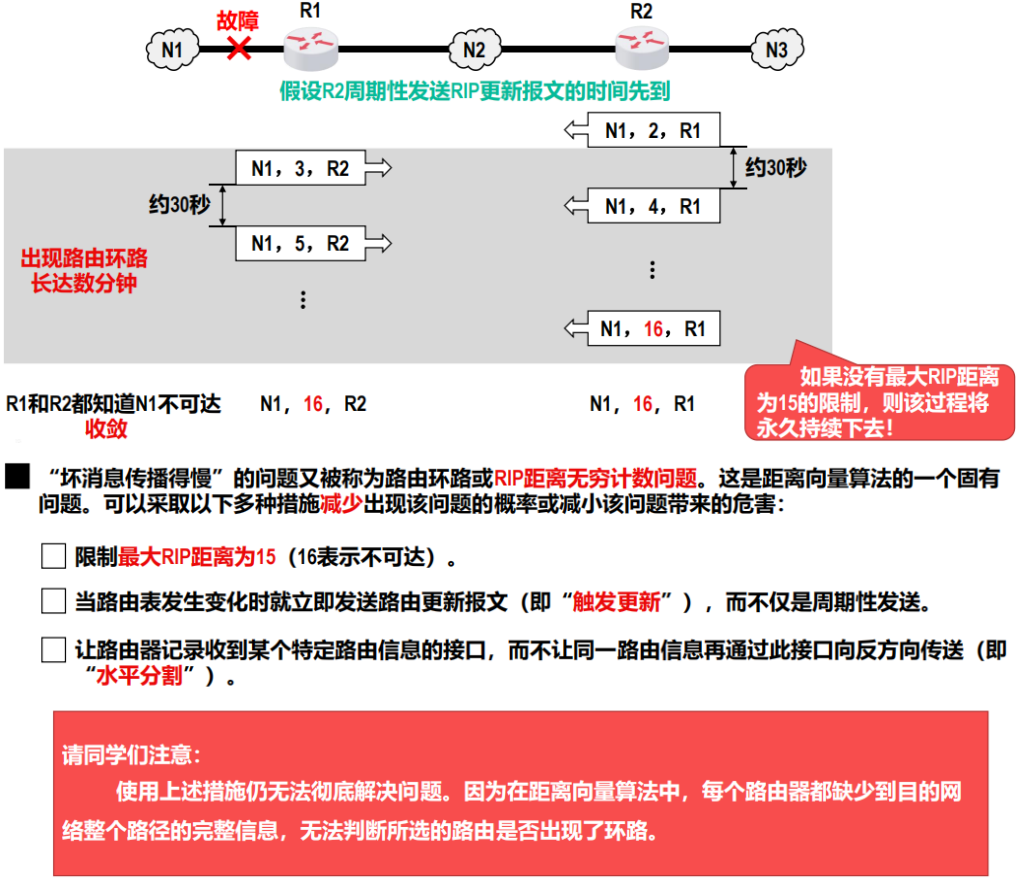 故障
R1
R2
N1
N2
N3
假设R2周期性发送RIP更新报文的时间先到
N1，2，R1
约30秒
N1，3，R2
约30秒
N1，4，R1
N1，5，R2
出现路由环路
长达数分钟
⋮
⋮
N1，16，R1
R1和R2都知道N1不可达
收敛
N1，16，R2
N1，16，R1
如果没有最大RIP距离
为15的限制，则该过程将
永久持续下去！
“坏消息传播得慢”的问题又被称为路由环路或RIP距离无穷计数问题。这是距离向量算法的一个固有
问题。可以采取以下多种措施减少出现该问题的概率或减小该问题带来的危害：
限制最大RIP距离为15（16表示不可达）。
当路由表发生变化时就立即发送路由更新报文（即“触发更新”），而不仅是周期性发送。
让路由器记录收到某个特定路由信息的接口，而不让同一路由信息再通过此接口向反方向传送（即
“水平分割”）。
请同学们注意：
使用上述措施仍无法彻底解决问题。因为在距离向量算法中，每个路由器都缺少到目的网
络整个路径的完整信息，无法判断所选的路由是否出现了环路。